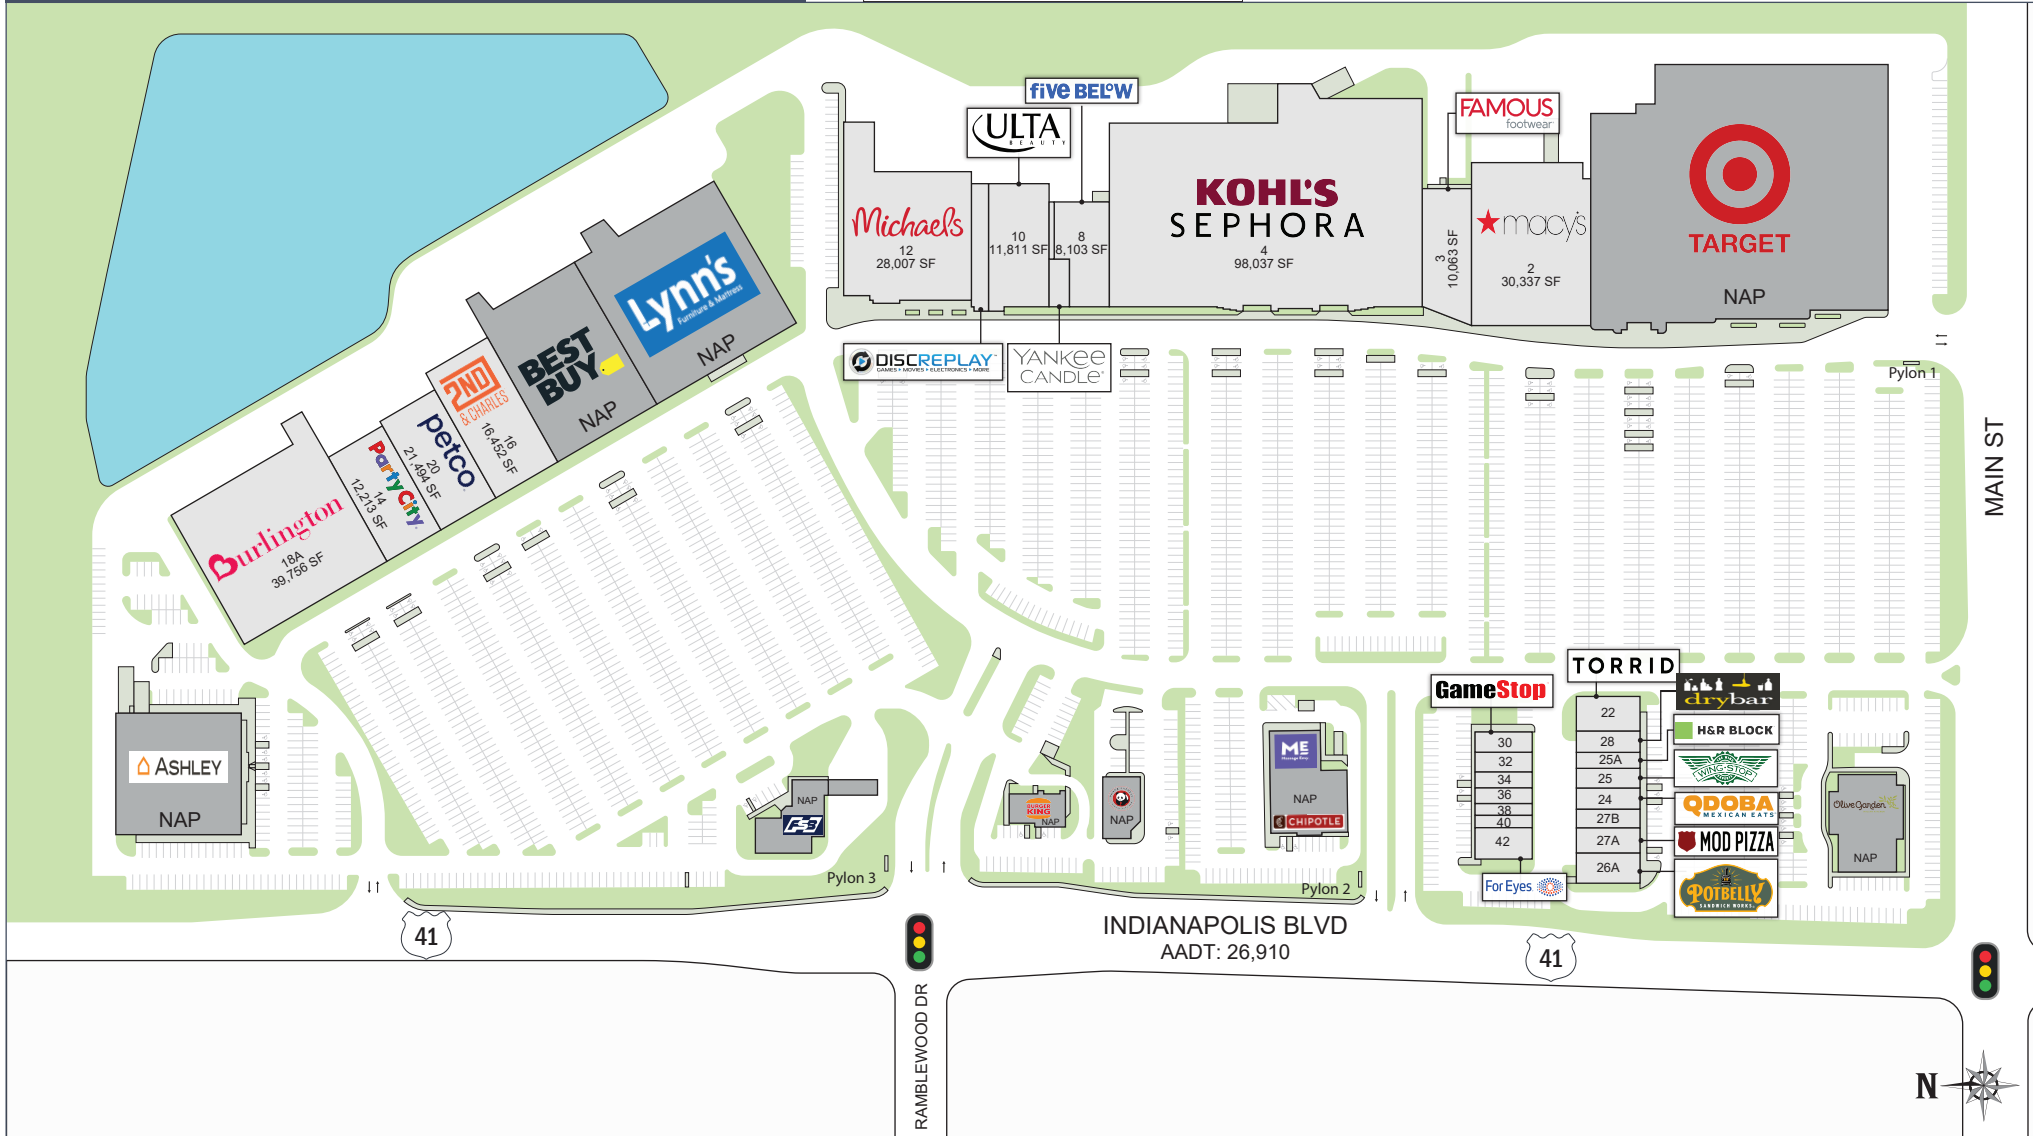 five BELOW
ULTA
BEAUTY
FAMOUS
footwear
Michaels
12
28,007 SF
10
11,811 SF
8
8,103 SF
KOHL'S
SEPHORA
4
98,037 SF
3
10,063 SF
macy's
2
30,337 SF
TARGET
NAP
Lynn's
Furniture & Mattress
NAP
BEST
BUY
NAP
2ND
& CHARLES
16
16,452 SF
petco
20
21,494 SF
PartyCity
14
12,213 SF
Burlington
18A
39,756 SF
DISCREPLAY
GAMES • MOVIES • ELECTRONICS • MORE
YANKEE
CANDLE
Pylon 1
MAIN ST
ASHLEY
NAP
NAP
Pylon 3
BURGER
KING
NAP
NAP
ME
NAP
CHIPOTLE
Pylon 2
GameStop
30
32
34
36
38
40
42
For Eyes
TORRID
22
28
25A
25
24
27B
27A
26A
drybar
H&R BLOCK
WING-STOP
QDOBA
MEXICAN EATS
MOD PIZZA
POTBELLY
SANDWICH WORKS
Olive Garden
NAP
41
INDIANAPOLIS BLVD
AADT: 26,910
41
RAMBLEWOOD DR
N